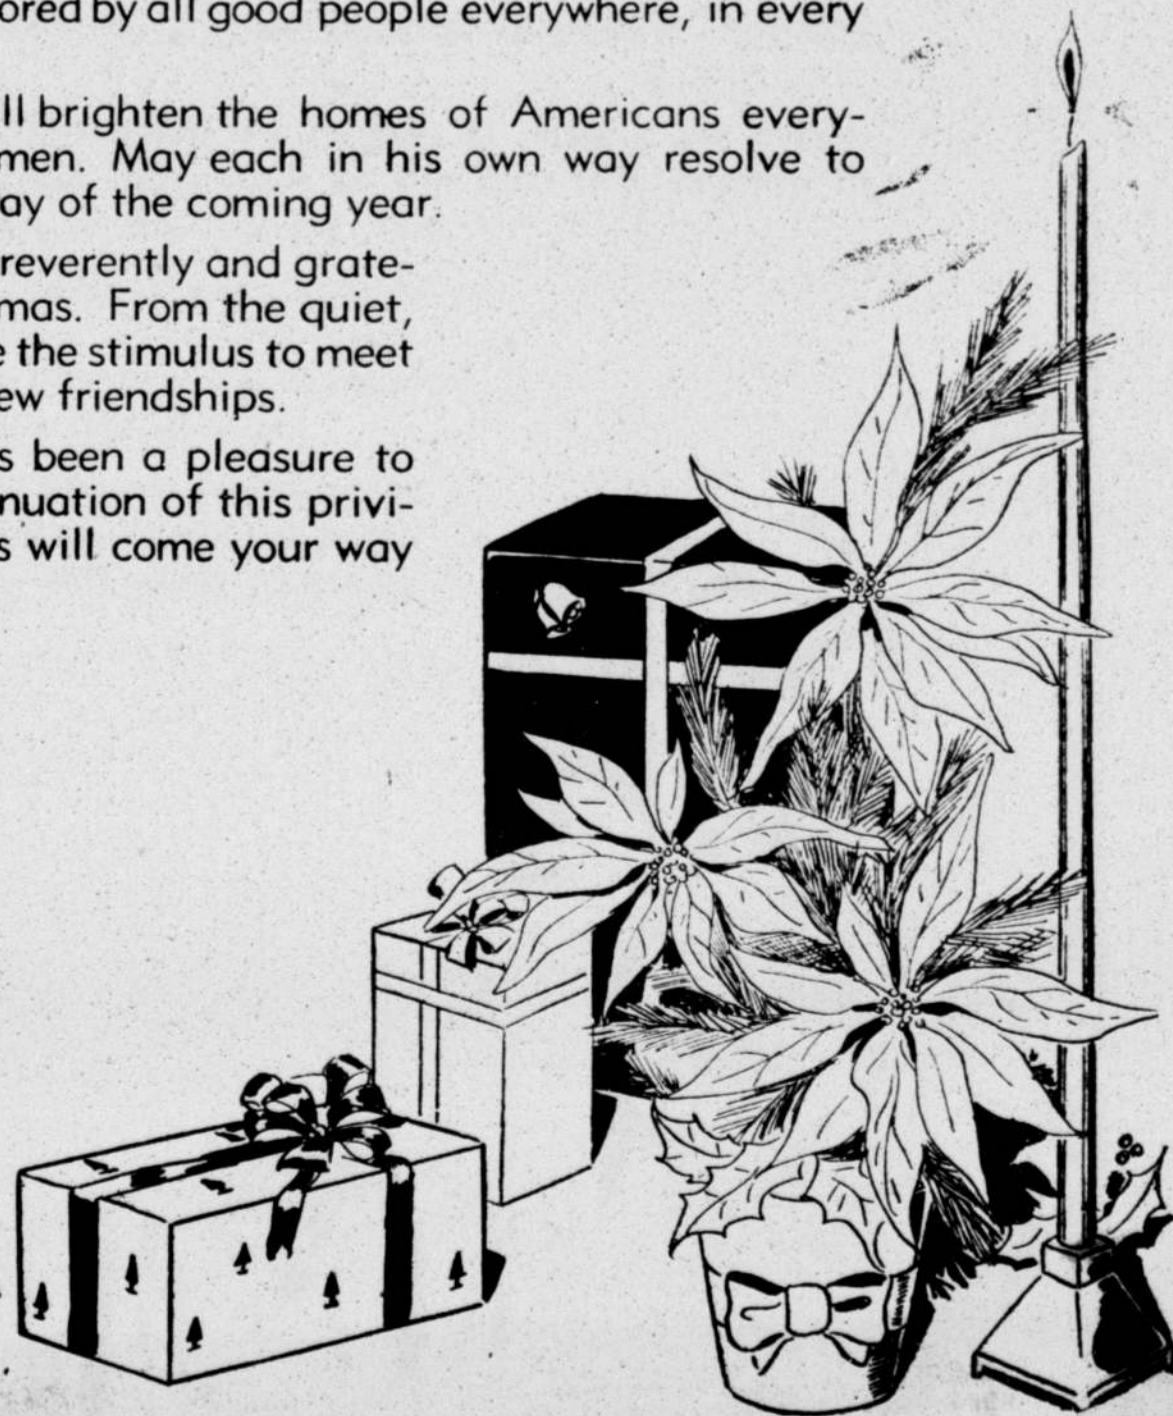 ored by all good people everywhere, in every
ll brighten the homes of Americans every-
men. May each in his own way resolve to
ay of the coming year.
reverently and grate-
mas. From the quiet,
e the stimulus to meet
ew friendships.
s been a pleasure to
nuation of this privi-
s will come your way